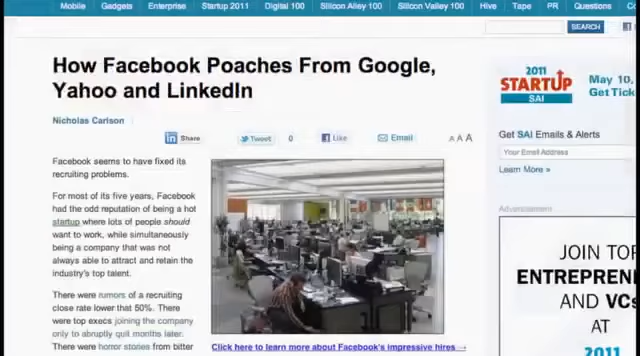 Mobile Gadgets Enterprise Startup 2011 Digital 100 Silicon Alley 100 Silicon Valley 100 Hive Tape PR Questions
SEARCH
How Facebook Poaches From Google,
Yahoo and LinkedIn
Nicholas Carlson
in Share Tweet 0 Like Email A A A
Facebook seems to have fixed its
recruiting problems.
For most of its five years, Facebook
had the odd reputation of being a hot
startup where lots of people should
want to work, while simultaneously
being a company that was not
always able to attract and retain the
industry's top talent.
There were rumors of a recruiting
close rate lower that 50%. There
were top execs joining the company
only to abruptly quit months later.
There were horror stories from bitter
Click here to learn more about Facebook's impressive hires →
2011
STARTUP
SAI
May 10,
Get Tick
Get SAI Emails & Alerts
Your Email Address
Learn More »
Advertisement
JOIN TOP
ENTREPREN
AND VCs
AT
2011